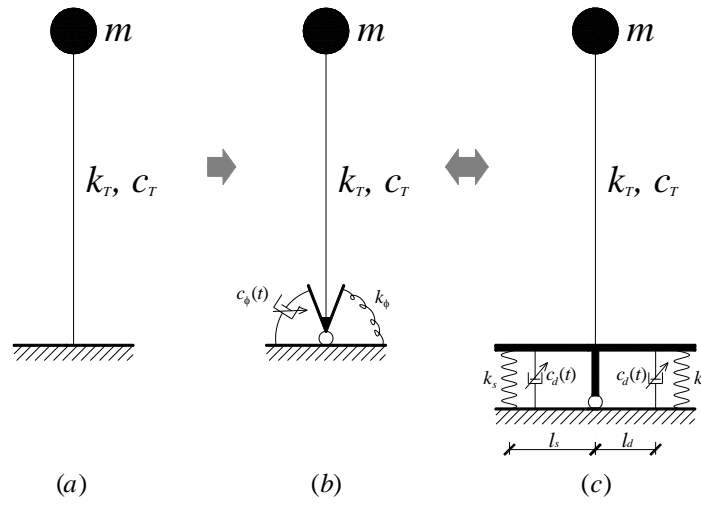 m
m
m
k_T, c_T
k_T, c_T
k_T, c_T
c_ϕ(t)
k_ϕ
k_s
c_d(t)
c_d(t)
k
l_s
l_d
(a)
(b)
(c)